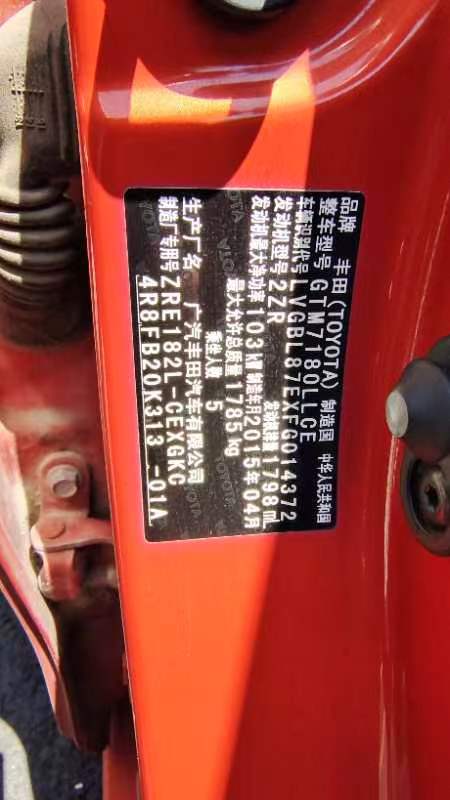 品牌 丰田(TOYOTA) 制造国 中华人民共和国
整车型号 GTM7180LLCE
车辆识别代号 LVGBL87EXFG014372
发动机型号 2ZR 发动机排量 1798 ml
发动机最大净功率 103 kW 制造年月 2015年04月
最大允许总质量 1785 kg
乘坐人数 5
生产厂名 广汽丰田汽车有限公司
制造厂专用号 ZRE182L-CEXGKC
4R8FB20K313 -01A